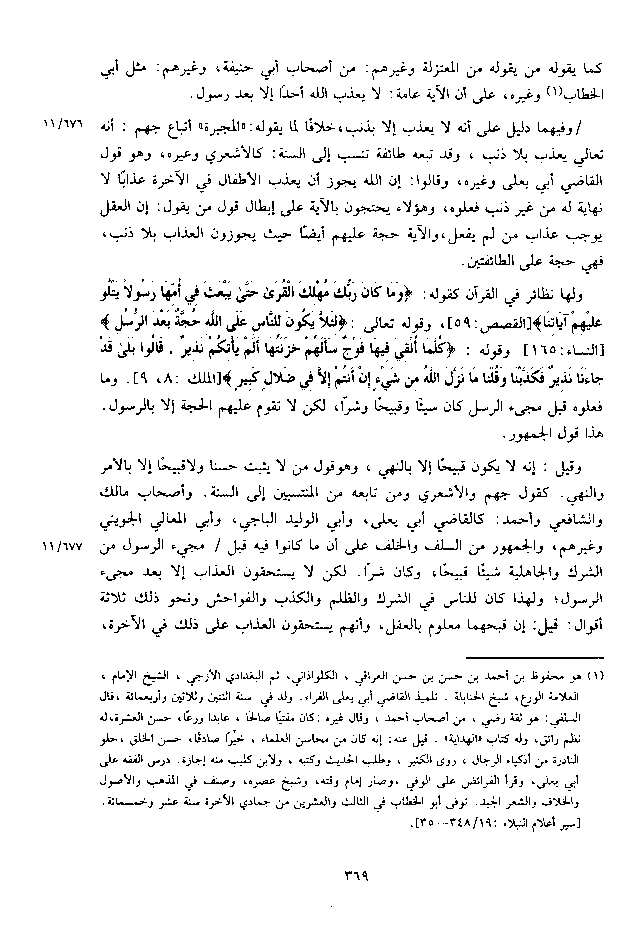 كما يقوله من يقوله من المعتزلة وغيرهم: من أصحاب أبي حنيفة، وغيرهم: مثل أبي
الخطاب(١) وغيره، على أن الآية عامة: لا يعذب الله أحدًا إلا بعد رسول.
١١/٦٧٦
/ وفيهما دليل على أنه لا يعذب إلا بذنب، خلافًا لما يقوله: «المجبرة» أتباع جهم : أنه
تعالي يعذب بلا ذنب ، وقد تبعه طائفة تنسب إلى السنة: كالأشعري وغيره، وهو قول
القاضي أبي يعلى وغيره، وقالوا: إن الله يجوز أن يعذب الأطفال في الآخرة عذابًا لا
نهاية له من غير ذنب فعلوه، وهؤلاء يحتجون بالآية على إبطال قول من يقول: إن العقل
يوجب عذاب من لم يفعل، والآية حجة عليهم أيضًا حيث يجوزون العذاب بلا ذنب،
فهي حجة على الطائفتين.
ولها نظائر في القرآن كقوله: ﴿وَمَا كَانَ رَبُّكَ مُهْلِكَ الْقُرَىٰ حَتَّىٰ يَبْعَثَ فِي أُمِّهَا رَسُولاً يَتْلُو
عَلَيْهِمْ آيَاتِنَا﴾[القصص:٥٩]، وقوله تعالى : ﴿لِئَلاَّ يَكُونَ لِلنَّاسِ عَلَى اللَّهِ حُجَّةٌ بَعْدَ الرُّسُلِ ﴾
[النساء:١٦٥] وقوله : ﴿كُلَّمَا أُلْقِيَ فِيهَا فَوْجٌ سَأَلَهُمْ خَزَنَتُهَا أَلَمْ يَأْتِكُمْ نَذِيرٌ . قَالُوا بَلَىٰ قَدْ
جَاءَنَا نَذِيرٌ فَكَذَّبْنَا وَقُلْنَا مَا نَزَّلَ اللَّهُ مِن شَيْءٍ إِنْ أَنتُمْ إِلاَّ فِي ضَلالٍ كَبِيرٍ ﴾[الملك :٨، ٩]. وما
فعلوه قبل مجىء الرسل كان سيئًا وقبيحًا وشرًا، لكن لا تقوم عليهم الحجة إلا بالرسول.
هذا قول الجمهور.
وقيل : إنه لا يكون قبيحًا إلا بالنهي ، وهوقول من لا يثبت حسنا ولاقبيحًا إلا بالأمر
والنهي. كقول جهم والأشعري ومن تابعه من المنتسبين إلى السنة. وأصحاب مالك
والشافعي وأحمد: كالقاضي أبي يعلى، وأبي الوليد الباجي، وأبي المعالي الجويني
١١/٦٧٧
وغيرهم، والجمهور من السلف والخلف على أن ما كانوا فيه قبل / مجيء الرسول من
الشرك والجاهلية شيئًا قبيحًا، وكان شرًا. لكن لا يستحقون العذاب إلا بعد مجىء
الرسول؛ ولهذا كان للناس في الشرك والظلم والكذب والفواحش ونحو ذلك ثلاثة
أقوال: قيل: إن قبحهما معلوم بالعقل، وأنهم يستحقون العذاب على ذلك في الآخرة،
(١) هو محفوظ بن أحمد بن حسن بن حسن العراقي ، الكلواذاني، ثم البغدادي الأزجي ، الشيخ الإمام ،
العلامة الورع، شيخ الحنابلة . تلميذ القاضي أبي يعلى الفراء. ولد في سنة اثنتين وثلاثين وأربعمائة ،قال
السلفي: هو ثقة رضي ، من أصحاب أحمد ، وقال غيره :كان مفتيًا صالحًا ، عابدا ورعًا، حسن العشرة،له
نظم رائق، وله كتاب «الهداية» . قيل عنه: إنه كان من محاسن العلماء ، خيّرًا صادقًا، حسن الخلق ،حلو
النادرة من أذكياء الرجال ، روى الكثير ، وطلب الحديث وكتبه ، ولابن كليب منه إجازة. درس الفقه على
أبي يعلى، وقرأ الفرائض على الوفي ،وصار إمام وقته، وشيخ عصره، وصنف في المذهب والأصول
والخلاف والشعر الجيد. توفى أبو الخطاب في الثالث والعشرين من جمادي الآخرة سنة عشر وخمسمائة.
[سير أعلام النبلاء :١٩/ ٣٤٨-٣٥٠].
٣٦٩